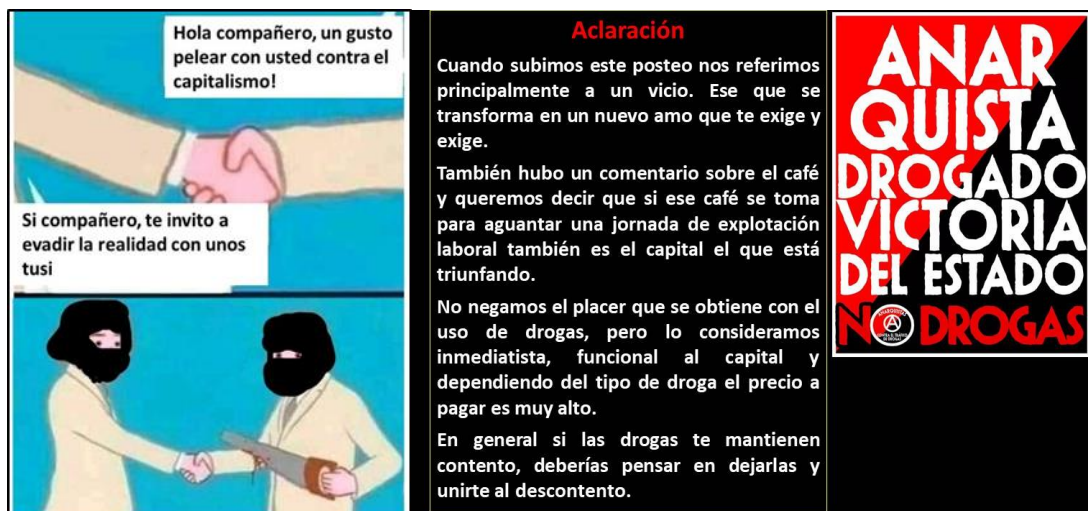 Hola compañero, un gusto
pelear con usted contra el
capitalismo!
Si compañero, te invito a
evadir la realidad con unos
tusi
Aclaración
Cuando subimos este posteo nos referimos
principalmente a un vicio. Ese que se
transforma en un nuevo amo que te exige y
exige.
También hubo un comentario sobre el café
y queremos decir que si ese café se toma
para aguantar una jornada de explotación
laboral también es el capital el que está
triunfando.
No negamos el placer que se obtiene con el
uso de drogas, pero lo consideramos
inmediatista, funcional al capital y
dependiendo del tipo de droga el precio a
pagar es muy alto.
En general si las drogas te mantienen
contento, deberías pensar en dejarlas y
unirte al descontento.
ANAR
QUISTA
DROGADO
VICTORIA
DEL ESTADO
NO DROGAS